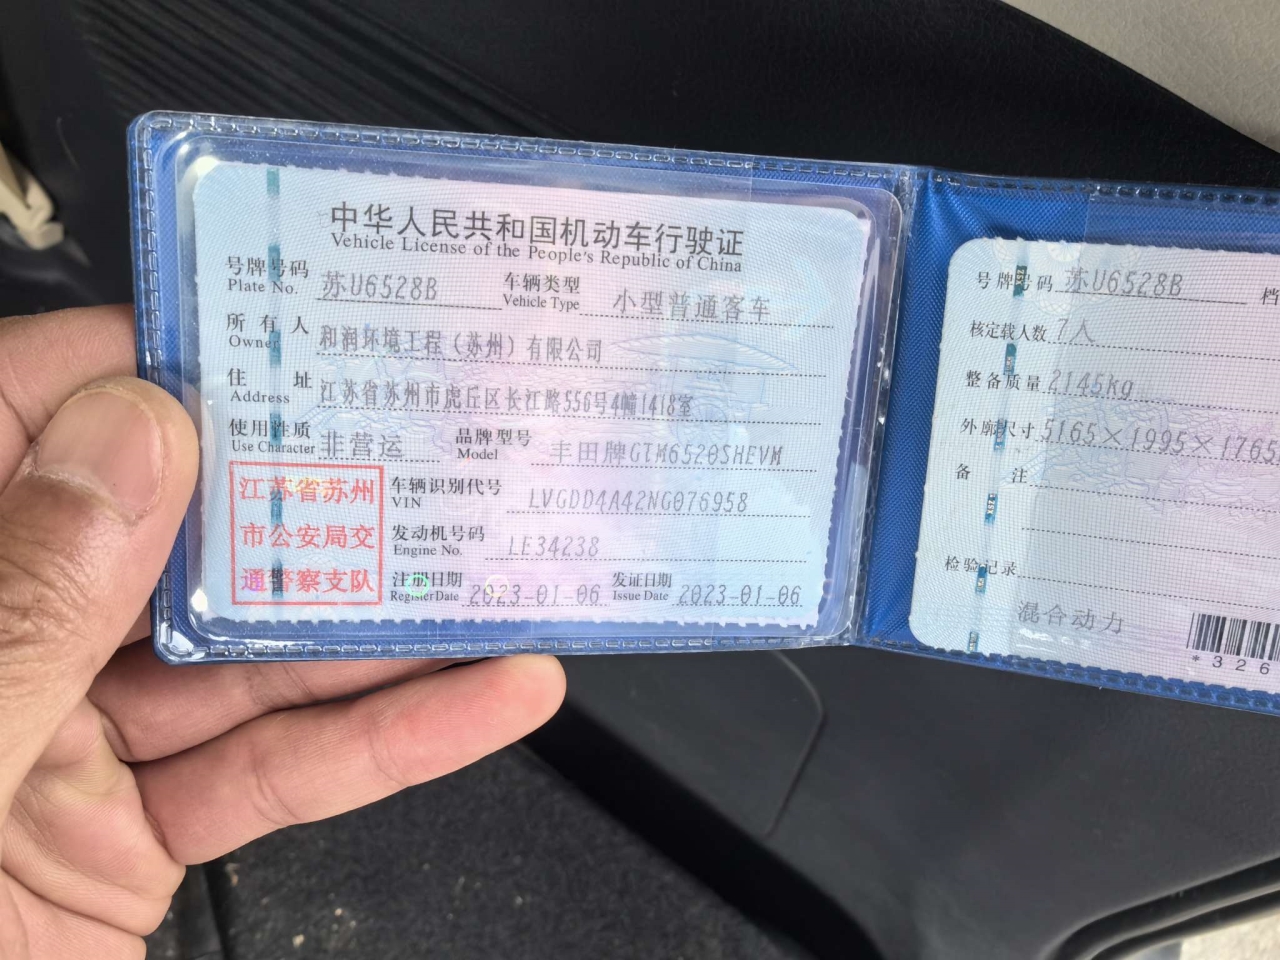 中华人民共和国机动车行驶证
Vehicle License of the People's Republic of China
号牌号码 苏U6528B 车辆类型 小型普通客车
Plate No. Vehicle Type
所有人 和润环境工程（苏州）有限公司
Owner
住址 江苏省苏州市虎丘区长江路556号4幢1418室
Address
使用性质 非营运 品牌型号 丰田牌GTM6520SHEVM
Use Character Model
江苏省苏州
市公安局交
通警察支队
车辆识别代号 LVGDD4A42NG076958
VIN
发动机号码 LE34238
Engine No.
注册日期 2023-01-06 发证日期 2023-01-06
Register Date Issue Date
号牌号码 苏U6528B 档
核定载人数 7人
整备质量 2145kg
外廓尺寸 5165×1995×1765
备注
检验记录
混合动力
*326